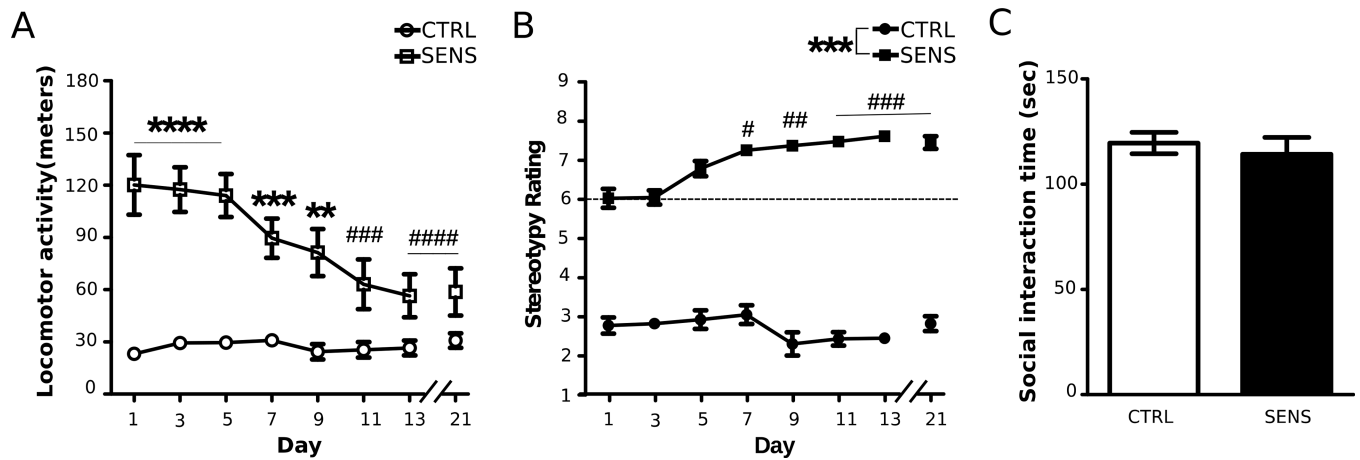 A
CTRL
SENS
Locomotor activity(meters)
180
150
120
90
60
30
0
****
***
**
###
####
1 3 5 7 9 11 13 21
Day
B
***
CTRL
SENS
Stereotypy Rating
9
8
7
6
5
4
3
2
1
#
##
###
1 3 5 7 9 11 13 21
Day
C
Social interaction time (sec)
150
100
50
0
CTRL SENS